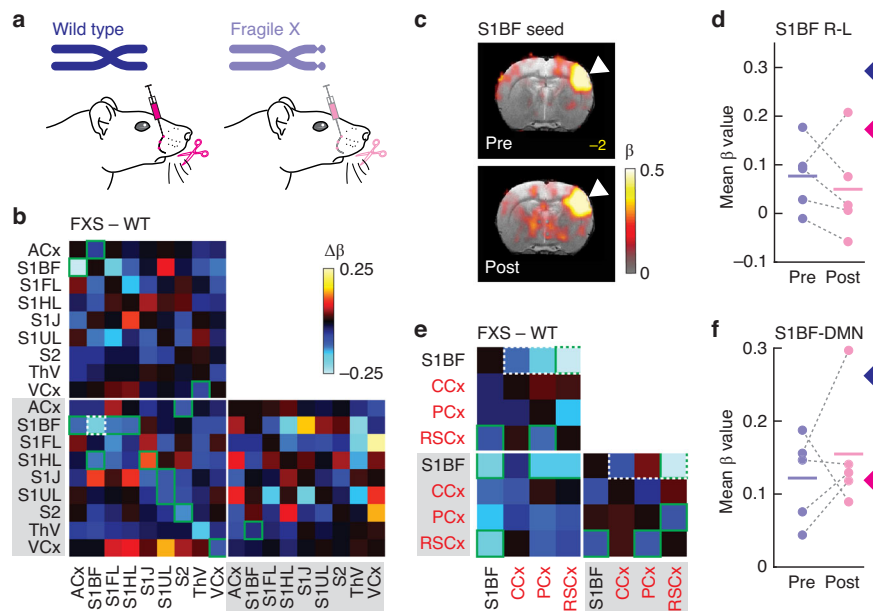 a
Wild type
Fragile X
b
FXS – WT
ACx
S1BF
S1FL
S1HL
S1J
S1UL
S2
ThV
VCx
ACx
S1BF
S1FL
S1HL
S1J
S1UL
S2
ThV
VCx
ACx
S1BF
S1FL
S1HL
S1J
S1UL
S2
ThV
VCx
ACx
S1BF
S1FL
S1HL
S1J
S1UL
S2
ThV
VCx
Δβ
0.25
–0.25
c
S1BF seed
Pre
–2
Post
β
0.5
0
d
S1BF R-L
Mean β value
0.3
0.2
0.1
0
–0.1
Pre Post
e
FXS – WT
S1BF
CCx
PCx
RSCx
S1BF
CCx
PCx
RSCx
S1BF
CCx
PCx
RSCx
S1BF
CCx
PCx
RSCx
f
S1BF-DMN
Mean β value
0.3
0.2
0.1
0
Pre Post